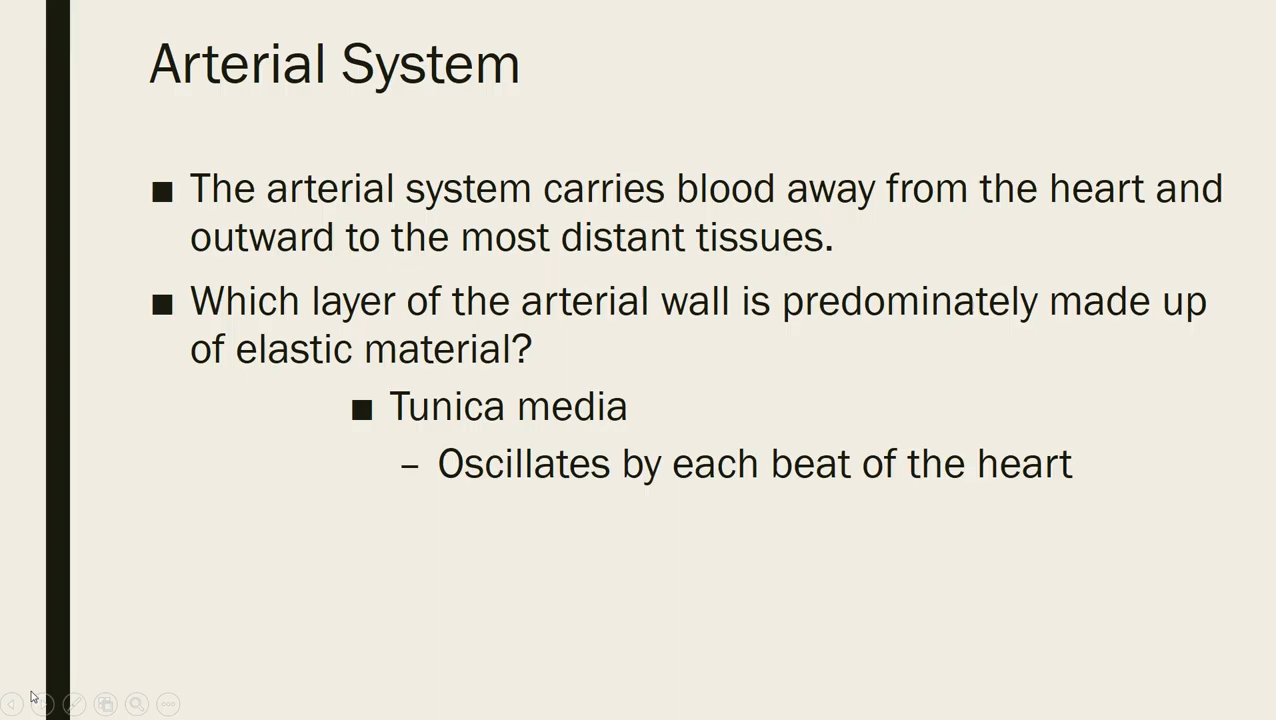 Arterial System
■ The arterial system carries blood away from the heart and
outward to the most distant tissues.
■ Which layer of the arterial wall is predominately made up
of elastic material?
■ Tunica media
– Oscillates by each beat of the heart